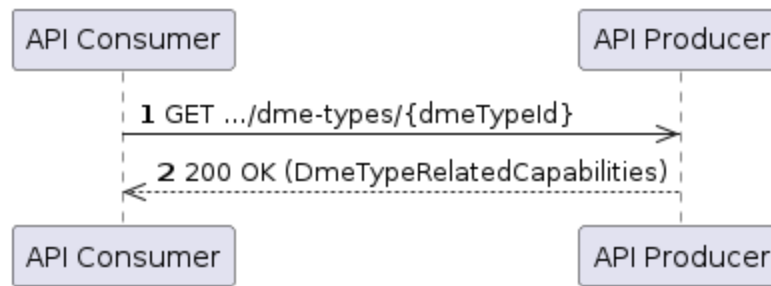 API Consumer
API Producer
1 GET .../dme-types/{dmeTypeId}
2 200 OK (DmeTypeRelatedCapabilities)
API Consumer
API Producer